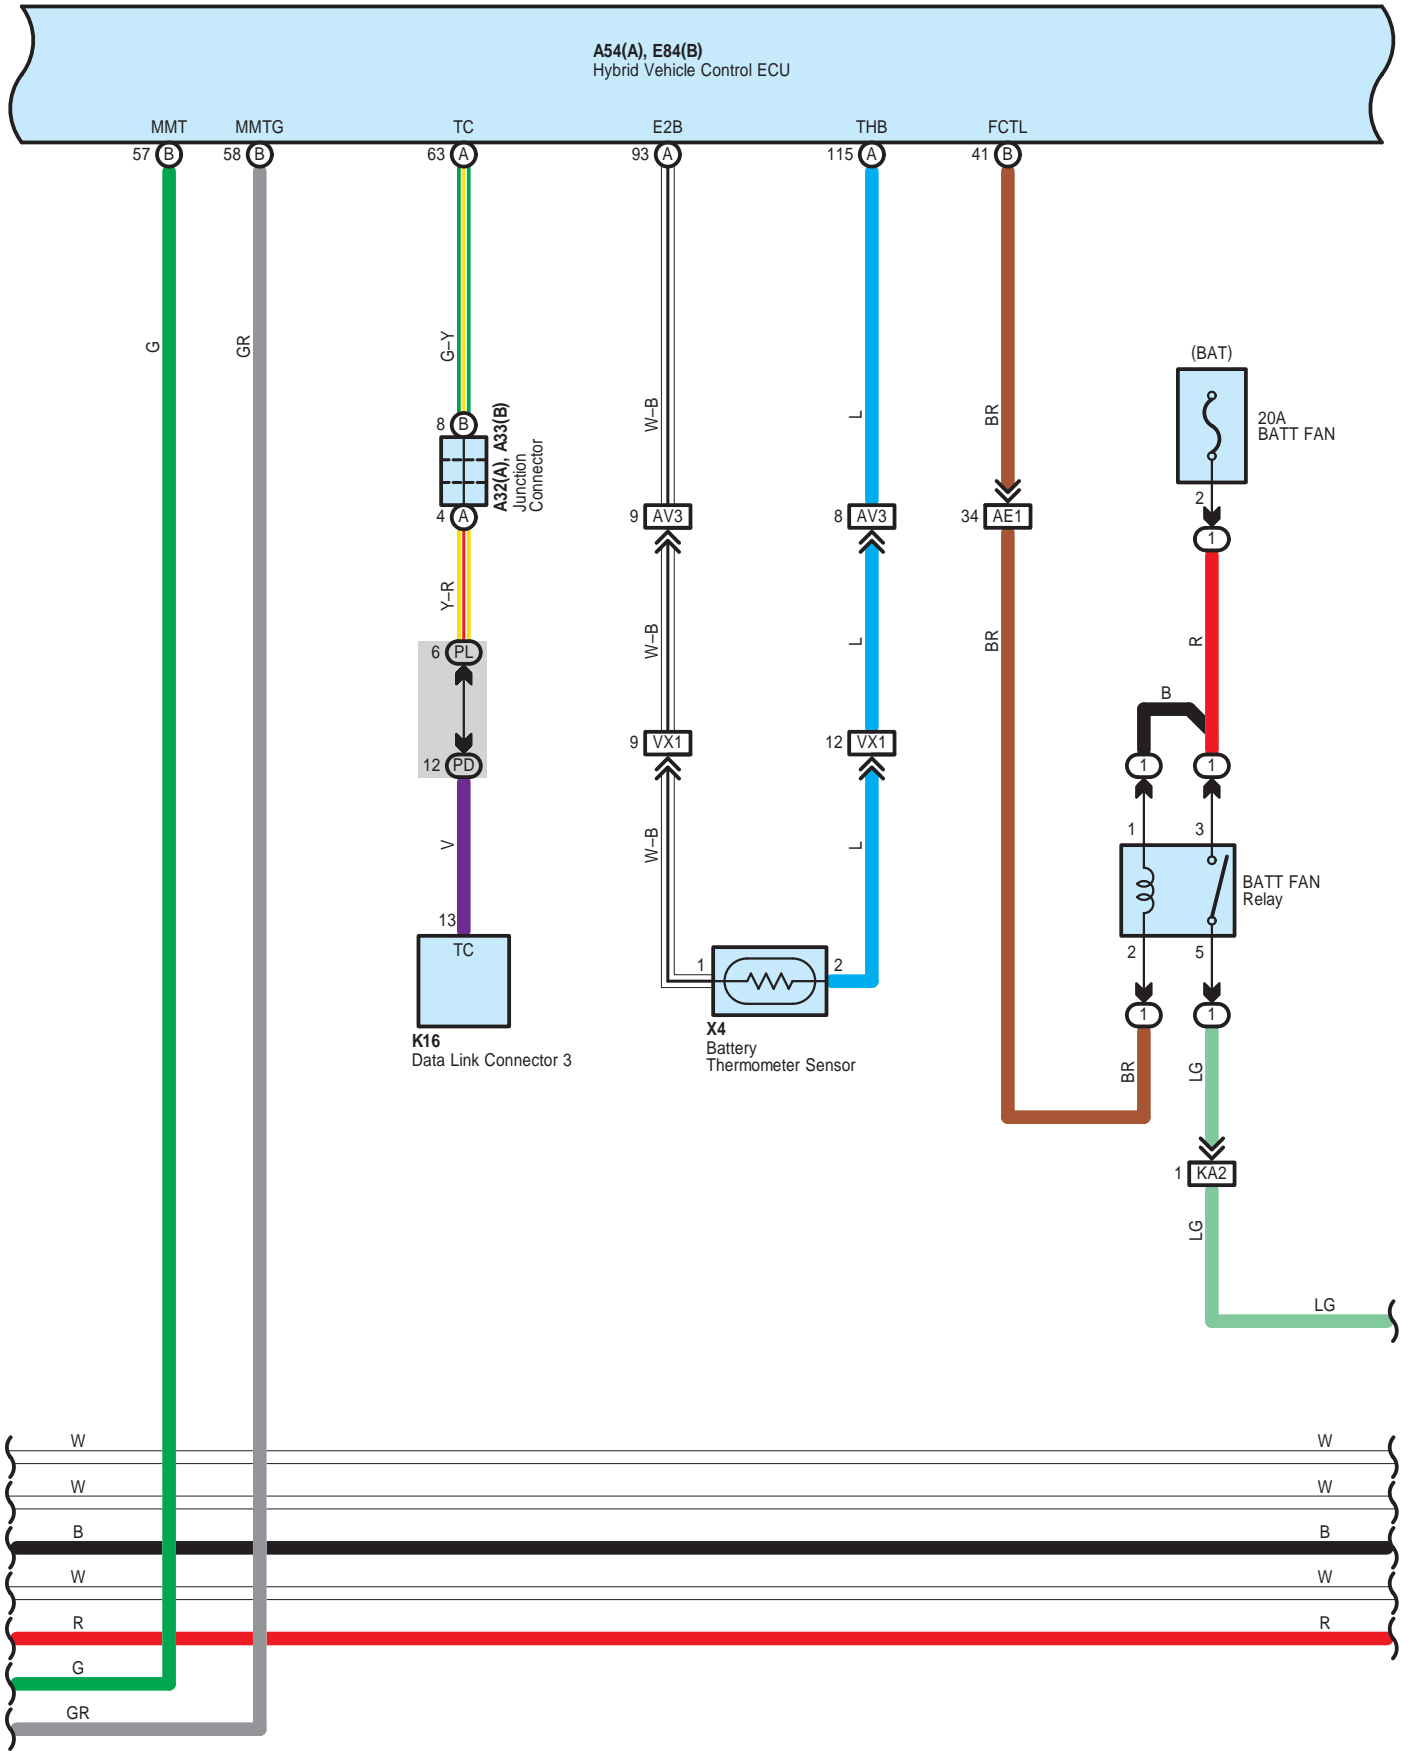 A54(A), E84(B)
Hybrid Vehicle Control ECU
MMT MMTG TC E2B THB FCTL
57 B 58 B 63 A 93 A 115 A 41 B
G GR G–Y W–B L BR
(BAT)
20A
BATT FAN
8 B
A32(A), A33(B)
Junction
Connector
4 A
2
1
9 AV3 8 AV3 34 AE1
Y–R W–B L BR R
6 PL
B
12 PD
9 VX1 12 VX1
1 1
V W–B L
1 3
BATT FAN
Relay
2 5
13
TC
K16
Data Link Connector 3
1 2
X4
Battery
Thermometer Sensor
1 1
BR LG
1 KA2
LG
LG
W W
W W
B B
W W
R R
G
GR